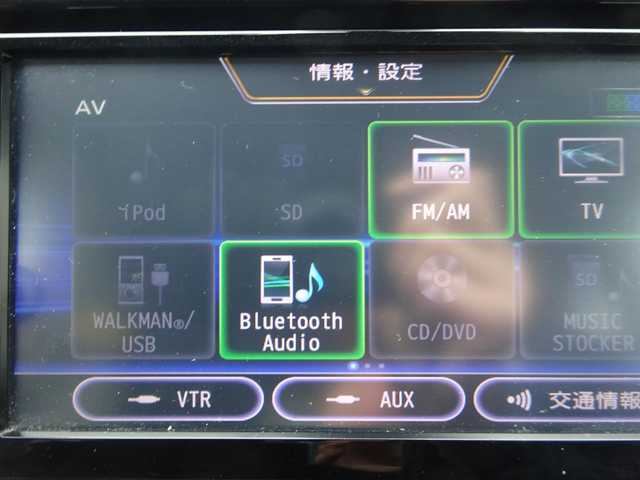 情報・設定
AV
iPod
SD
SD
FM/AM
TV
WALKMAN®/
USB
Bluetooth
Audio
CD/DVD
SD
MUSIC
STOCKER
VTR
AUX
交通情報